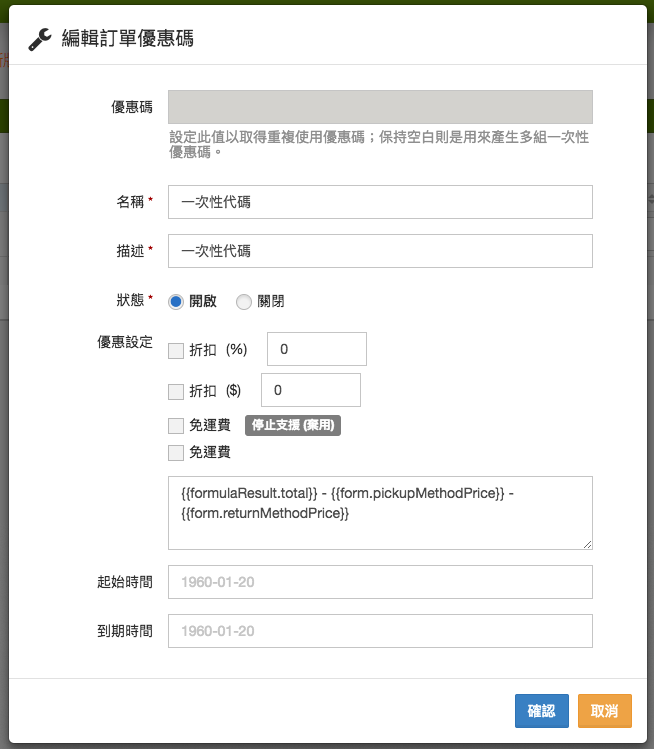 編輯訂單優惠碼
優惠碼
設定此值以取得重複使用優惠碼；保持空白則是用來產生多組一次性
優惠碼。
名稱 * 一次性代碼
描述 * 一次性代碼
狀態 * 開啟 關閉
優惠設定 折扣 (%) 0
折扣 ($) 0
免運費 停止支援 (棄用)
免運費
{{formulaResult.total}} - {{form.pickupMethodPrice}} -
{{form.returnMethodPrice}}
起始時間 1960-01-20
到期時間 1960-01-20
確認 取消